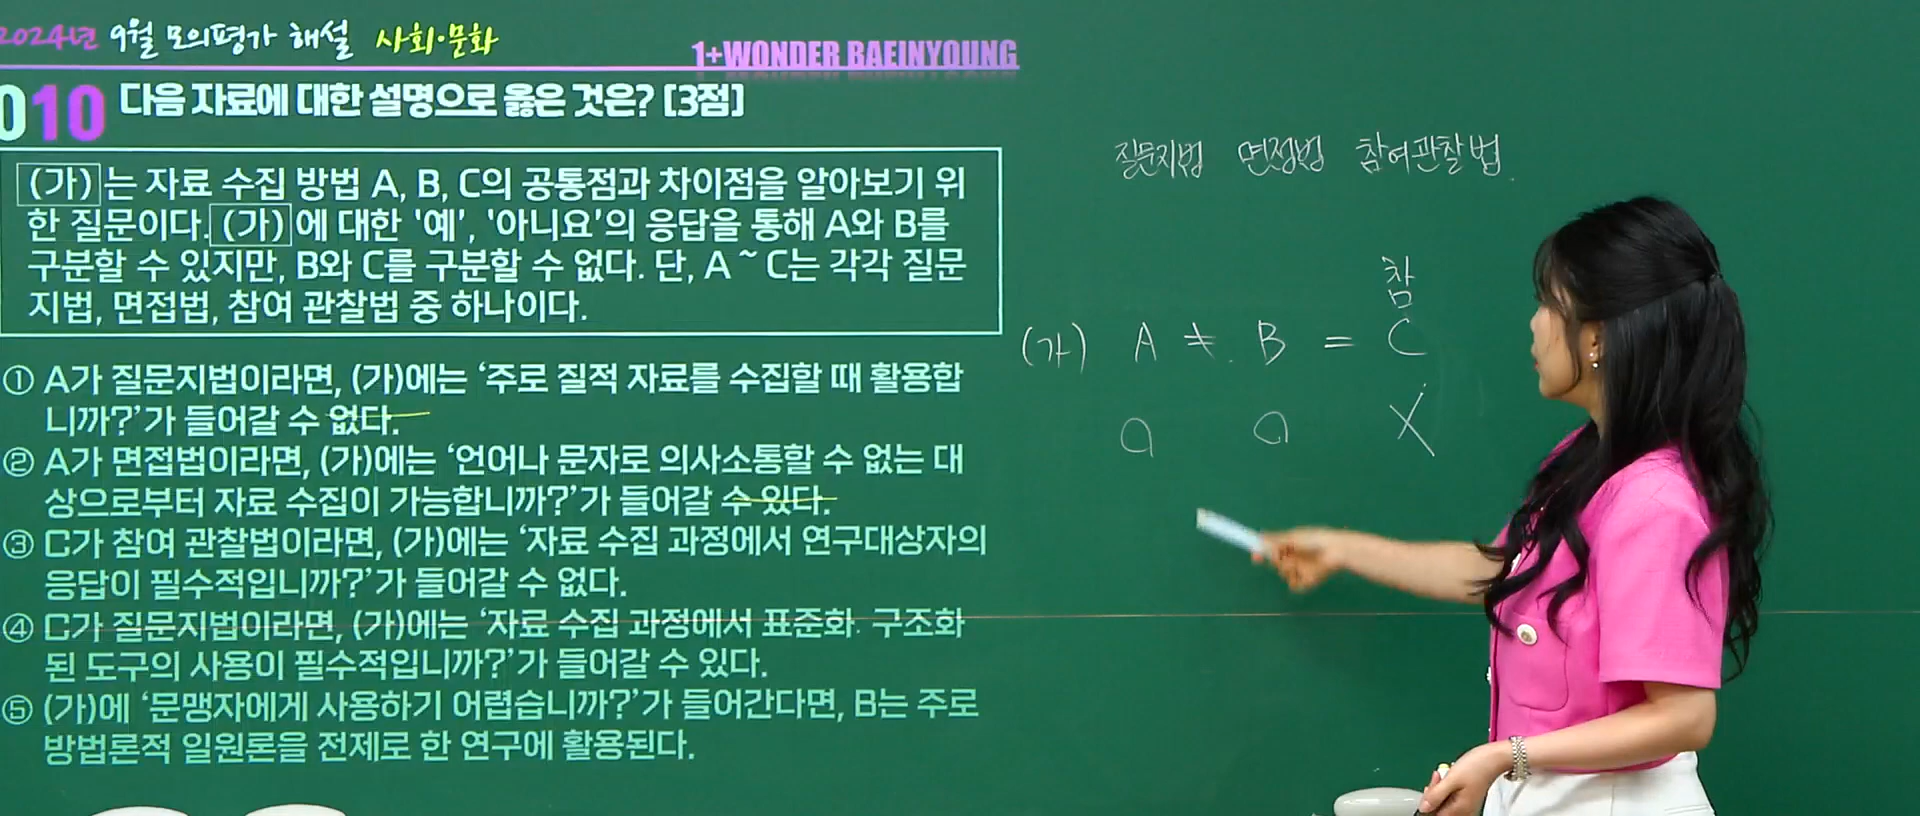 2024년 9월 모의평가 해설 사회·문화
1+WONDER BAEINYOUNG
010 다음 자료에 대한 설명으로 옳은 것은? [3점]
(가)는 자료 수집 방법 A, B, C의 공통점과 차이점을 알아보기 위
한 질문이다. (가)에 대한 '예', '아니요'의 응답을 통해 A와 B를
구분할 수 있지만, B와 C를 구분할 수 없다. 단, A ~ C는 각각 질문
지법, 면접법, 참여 관찰법 중 하나이다.
① A가 질문지법이라면, (가)에는 '주로 질적 자료를 수집할 때 활용합
니까?'가 들어갈 수 없다.
② A가 면접법이라면, (가)에는 '언어나 문자로 의사소통할 수 없는 대
상으로부터 자료 수집이 가능합니까?'가 들어갈 수 있다.
③ C가 참여 관찰법이라면, (가)에는 '자료 수집 과정에서 연구대상자의
응답이 필수적입니까?'가 들어갈 수 없다.
④ C가 질문지법이라면, (가)에는 '자료 수집 과정에서 표준화·구조화
된 도구의 사용이 필수적입니까?'가 들어갈 수 있다.
⑤ (가)에 '문맹자에게 사용하기 어렵습니까?'가 들어간다면, B는 주로
방법론적 일원론을 전제로 한 연구에 활용된다.
질문지법 면접법 참여관찰법
참
(가) A ≠ B = C
O O X